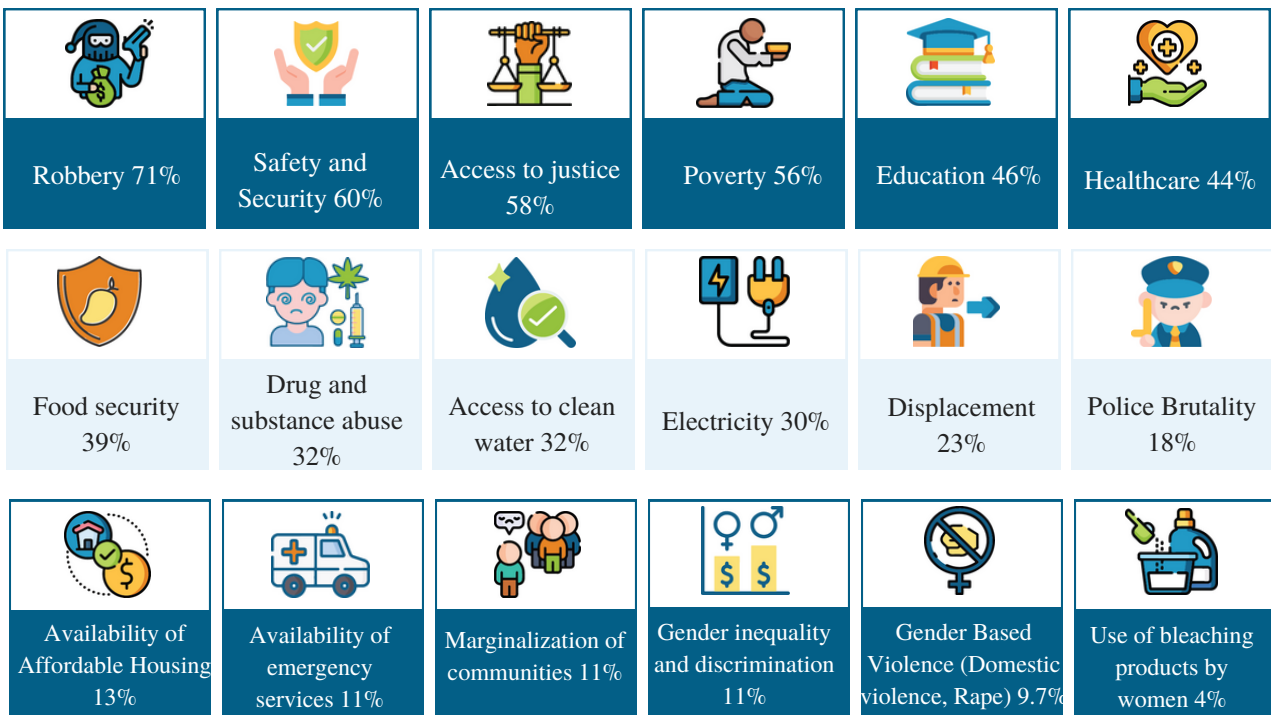 Robbery 71%
Safety and
Security 60%
Access to justice
58%
Poverty 56%
Education 46%
Healthcare 44%
Food security
39%
Drug and
substance abuse
32%
Access to clean
water 32%
Electricity 30%
Displacement
23%
Police Brutality
18%
Availability of
Affordable Housing
13%
Availability of
emergency
services 11%
Marginalization of
communities 11%
Gender inequality
and discrimination
11%
Gender Based
Violence (Domestic
violence, Rape) 9.7%
Use of bleaching
products by
women 4%